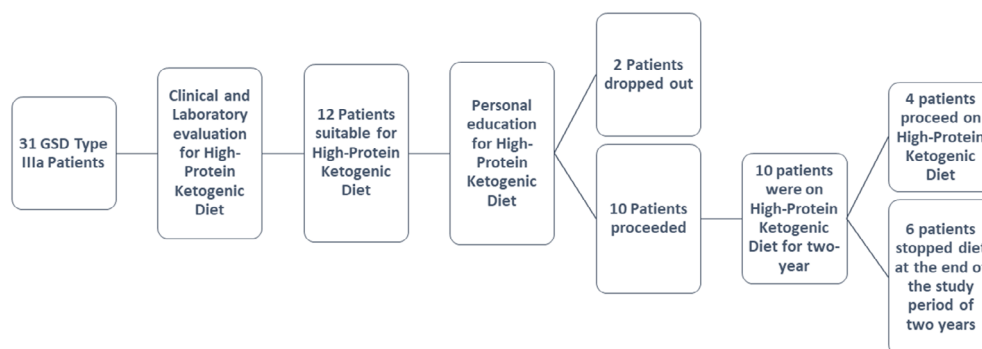 31 GSD Type
IIIa Patients
Clinical and
Laboratory
evaluation
for High-
Protein
Ketogenic
Diet
12 Patients
suitable for
High-Protein
Ketogenic
Diet
Personal
education
for High-
Protein
Ketogenic
Diet
2 Patients
dropped out
10 Patients
proceeded
10 patients
were on
High-Protein
Ketogenic
Diet for two-
year
4 patients
proceed on
High-Protein
Ketogenic
Diet
6 patients
stopped diet
at the end of
the study
period of
two years